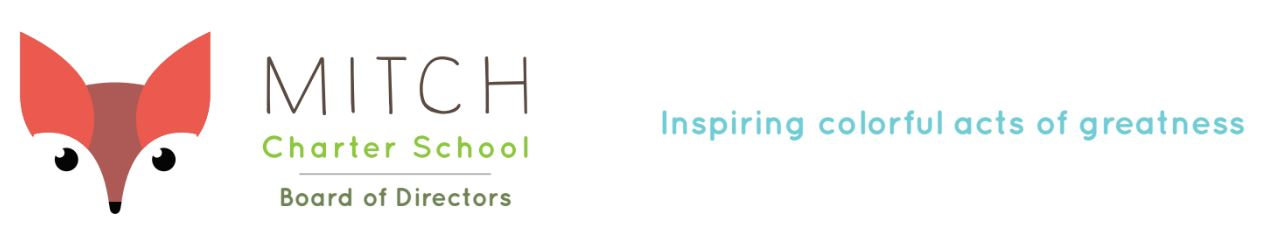 MITCH
Charter School
Board of Directors
Inspiring colorful acts of greatness